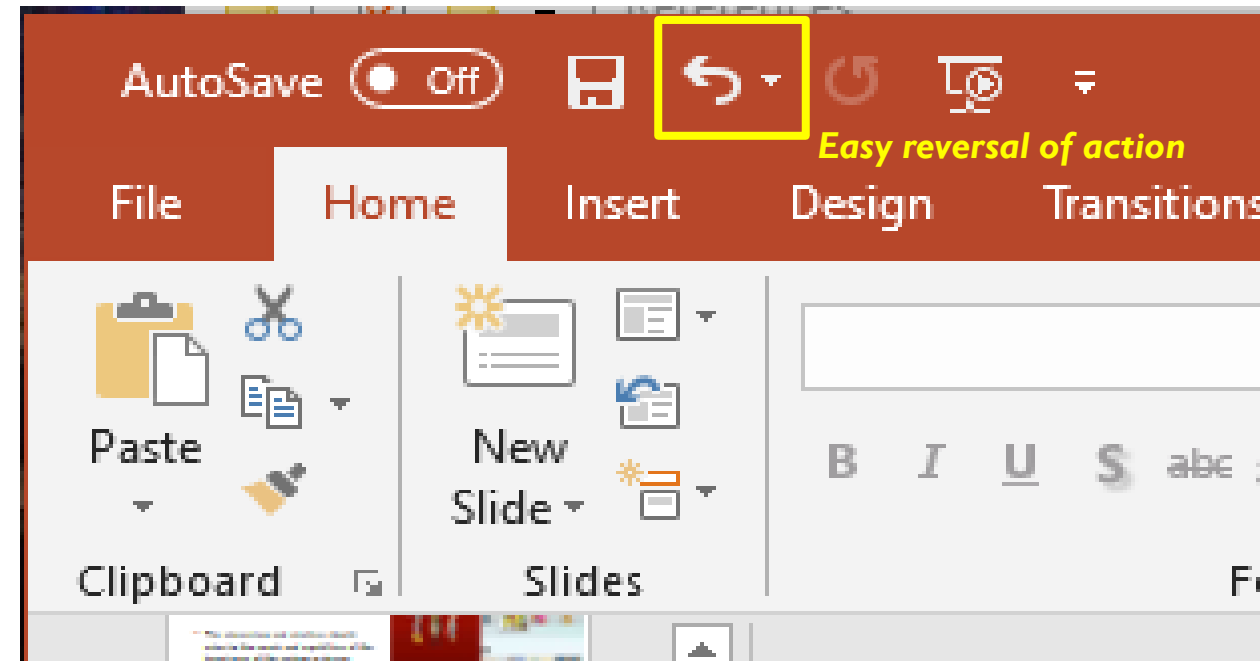 AutoSave Off
Easy reversal of action
File Home Insert Design Transitions
Paste
New
Slide
B I U S abc
Clipboard Slides